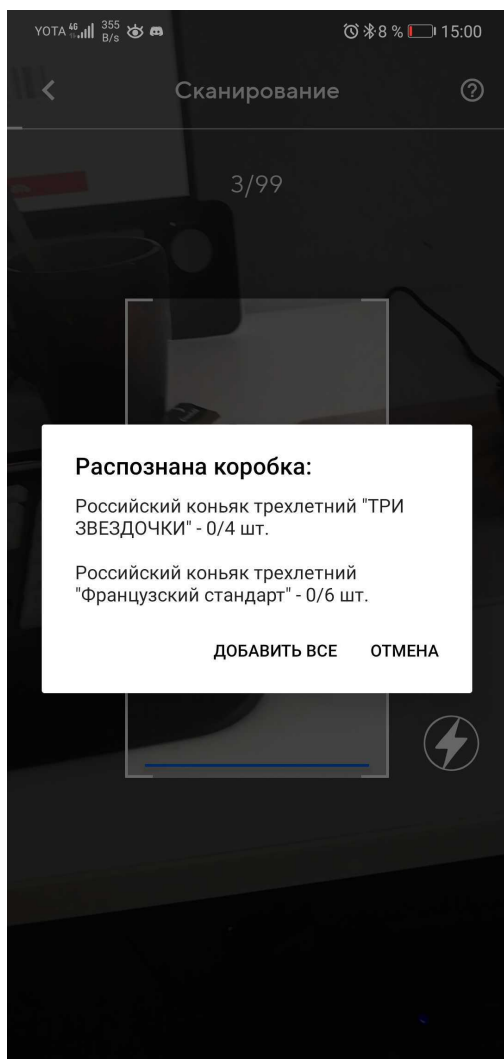 YOTA 4G 355 B/s 8 % 15:00
Сканирование
3/99
Распознана коробка:
Российский коньяк трехлетний "ТРИ
ЗВЕЗДОЧКИ" - 0/4 шт.
Российский коньяк трехлетний
"Французский стандарт" - 0/6 шт.
ДОБАВИТЬ ВСЕ ОТМЕНА